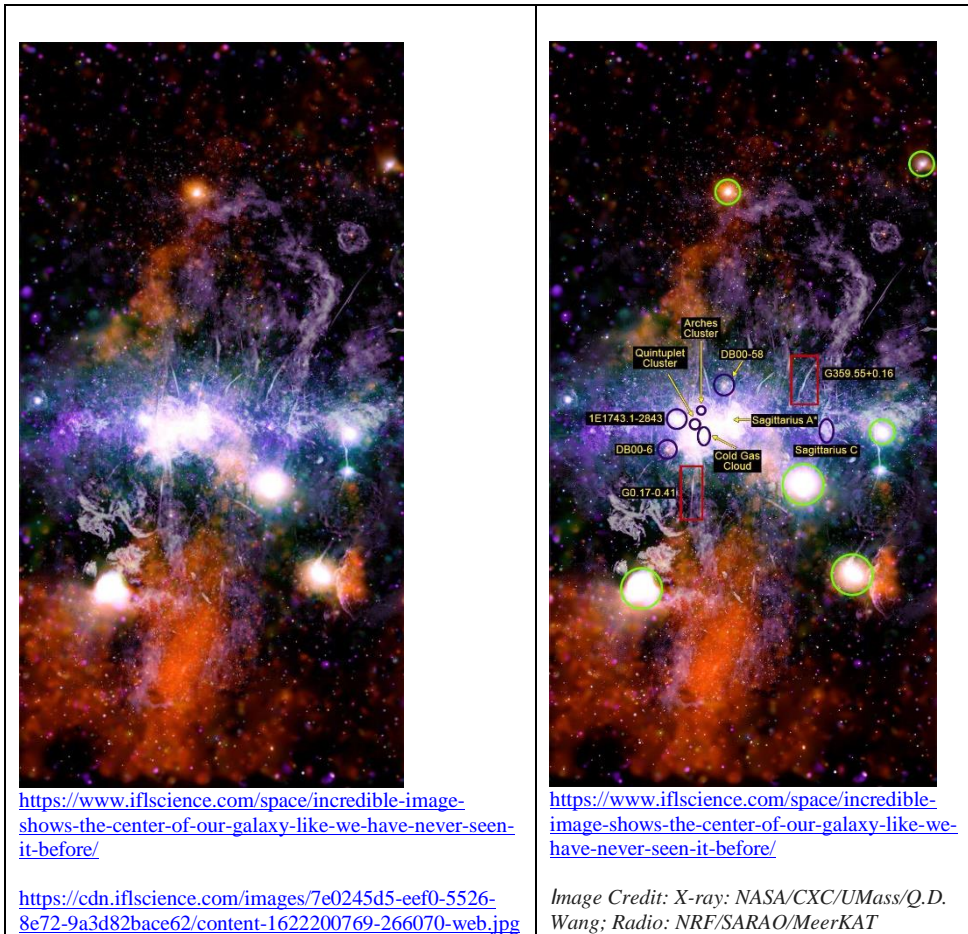 https://www.iflscience.com/space/incredible-image-
shows-the-center-of-our-galaxy-like-we-have-never-seen-
it-before/
https://cdn.iflscience.com/images/7e0245d5-eef0-5526-
8e72-9a3d82bace62/content-1622200769-266070-web.jpg
Arches
Cluster
Quintuplet
Cluster
DB00-58
G359.55+0.16
1E1743.1-2843
Sagittarius A*
DB00-6
Cold Gas
Cloud
Sagittarius C
G0.17-0.41
https://www.iflscience.com/space/incredible-
image-shows-the-center-of-our-galaxy-like-we-
have-never-seen-it-before/
Image Credit: X-ray: NASA/CXC/UMass/Q.D.
Wang; Radio: NRF/SARAO/MeerKAT